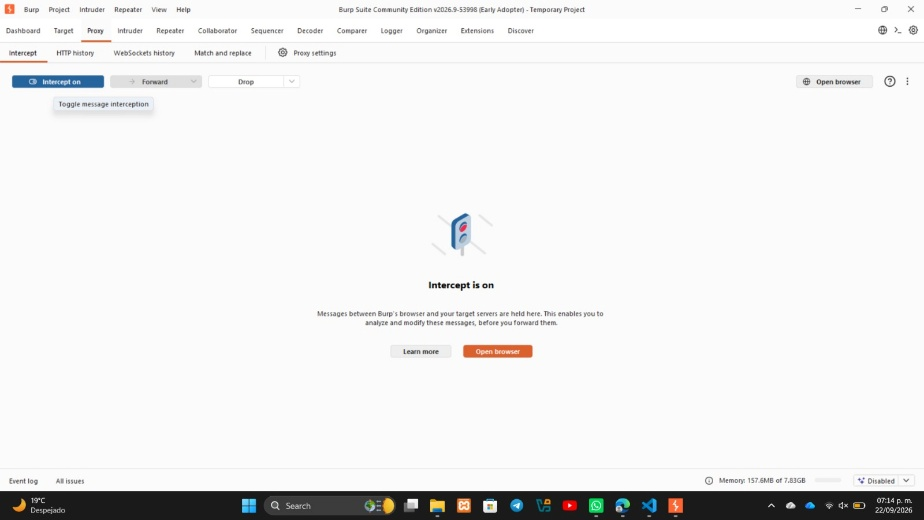 Burp Project Intruder Repeater View Help Burp Suite Community Edition v2026.9-53998 (Early Adopter) - Temporary Project
Dashboard Target Proxy Intruder Repeater Collaborator Sequencer Decoder Comparer Logger Organizer Extensions Discover
Intercept HTTP history WebSockets history Match and replace Proxy settings
Intercept on Forward Drop Open browser
Toggle message interception
Intercept is on
Messages between Burp's browser and your target servers are held here. This enables you to
analyze and modify these messages, before you forward them.
Learn more Open browser
Event log All issues Memory: 157.6MB of 7.83GB Disabled
19°C
Despejado
Search
07:14 p. m.
22/09/2026